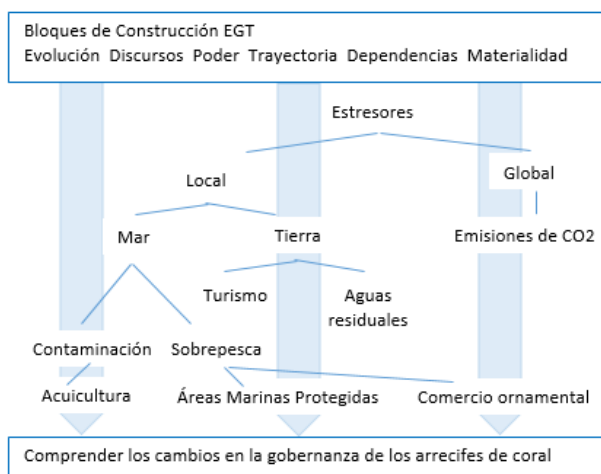 Bloques de Construcción EGT
Evolución Discursos Poder Trayectoria Dependencias Materialidad
Estresores
Local
Global
Mar
Tierra
Emisiones de CO2
Turismo
Aguas
residuales
Contaminación
Sobrepesca
Acuicultura
Áreas Marinas Protegidas
Comercio ornamental
Comprender los cambios en la gobernanza de los arrecifes de coral